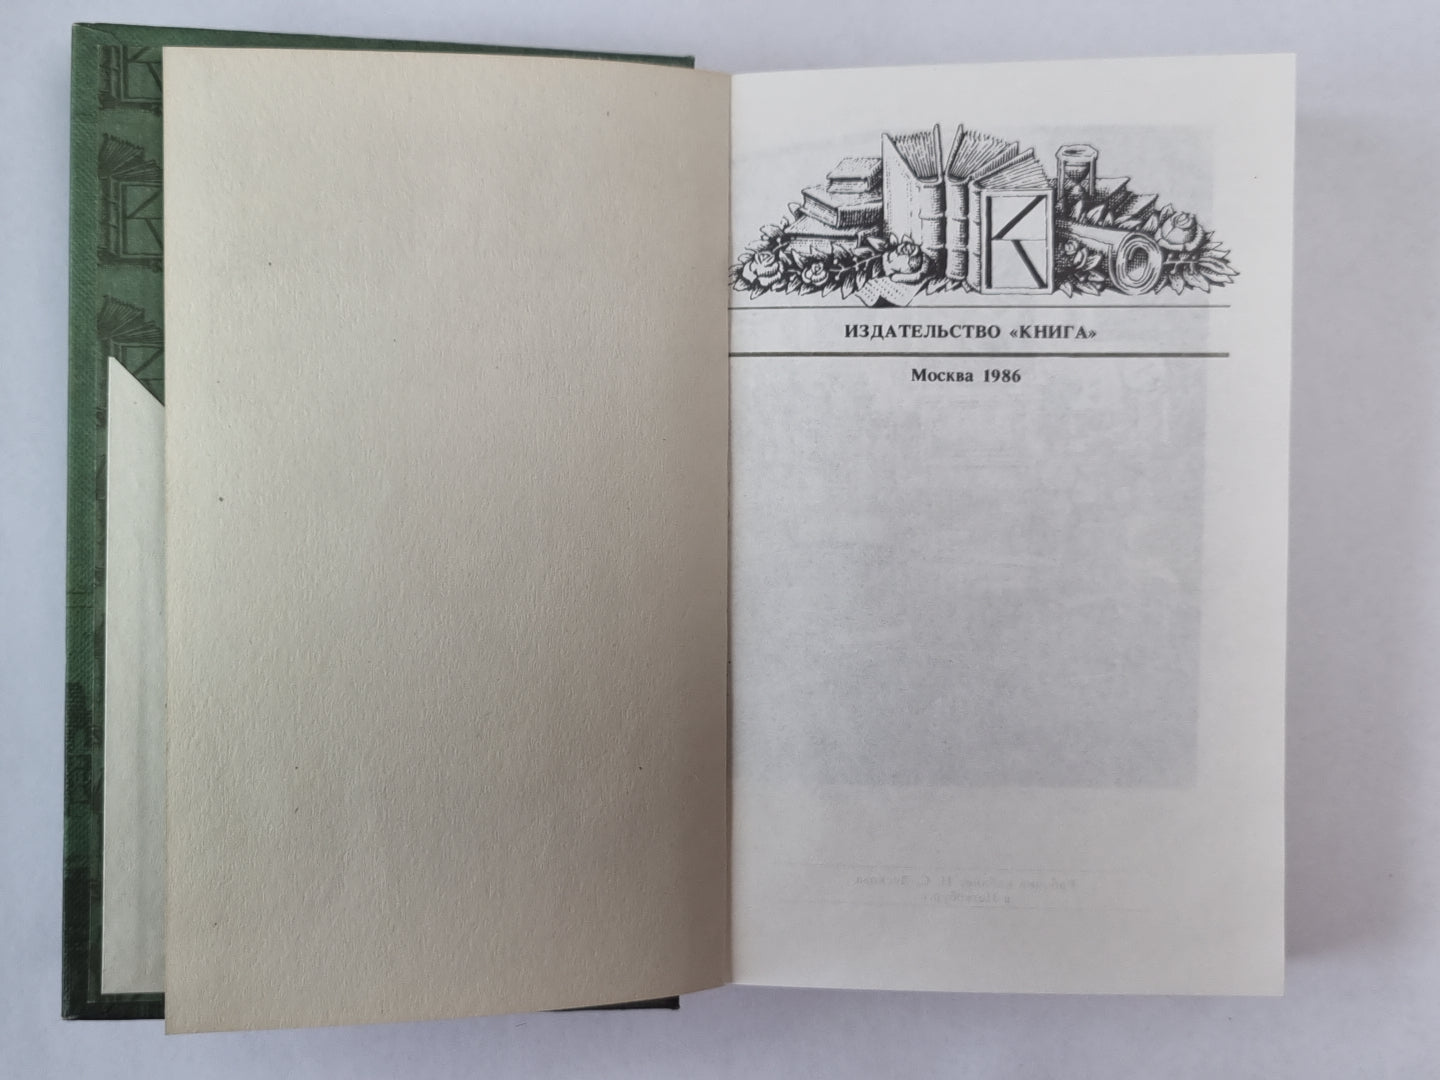 К
ИЗДАТЕЛЬСТВО «КНИГА»
Москва 1986